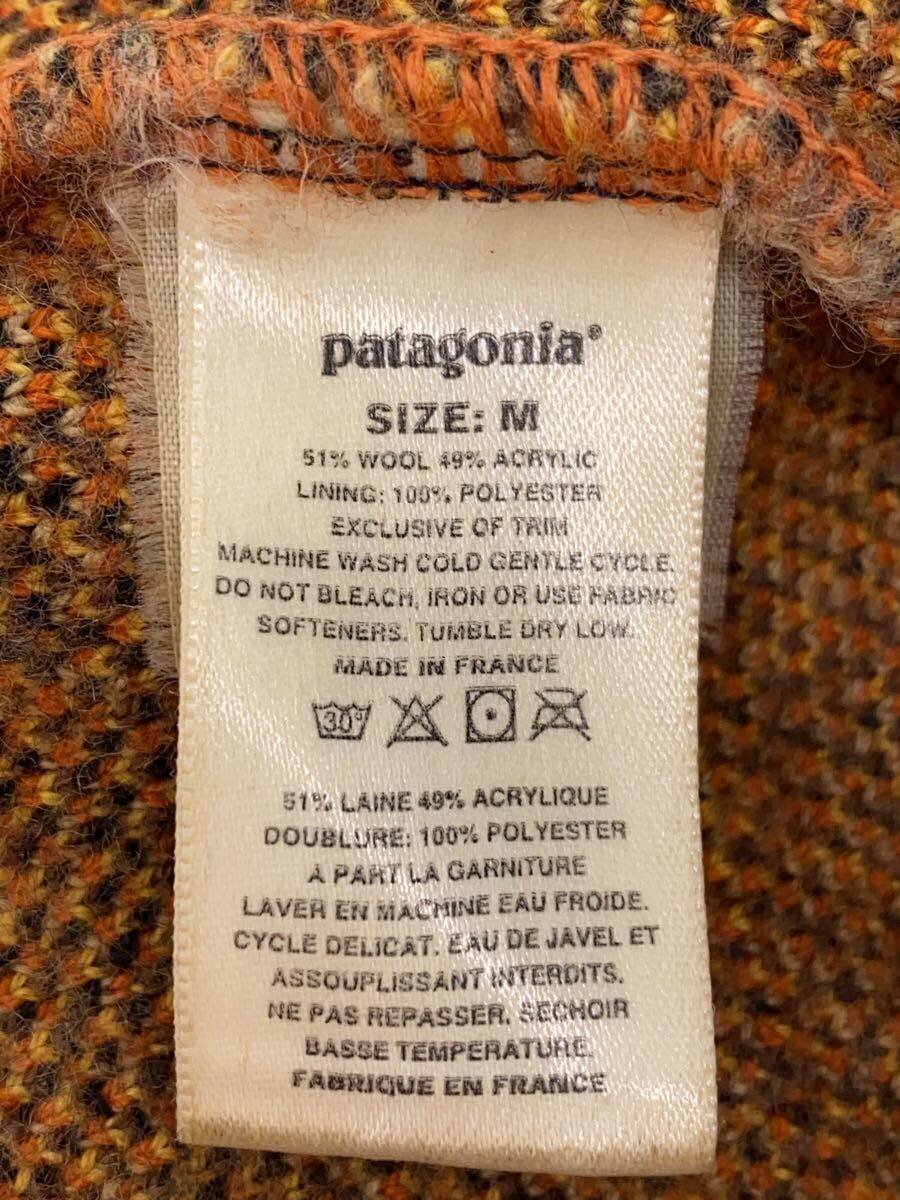 patagonia®
SIZE: M
51% WOOL 49% ACRYLIC
LINING: 100% POLYESTER
EXCLUSIVE OF TRIM
MACHINE WASH COLD GENTLE CYCLE.
DO NOT BLEACH, IRON OR USE FABRIC
SOFTENERS. TUMBLE DRY LOW.
MADE IN FRANCE
30°
51% LAINE 49% ACRYLIQUE
DOUBLURE: 100% POLYESTER
A PART LA GARNITURE
LAVER EN MACHINE EAU FROIDE.
CYCLE DELICAT. EAU DE JAVEL ET
ASSOUPLISSANT INTERDITS.
NE PAS REPASSER. SECHOIR
BASSE TEMPERATURE.
FABRIQUE EN FRANCE